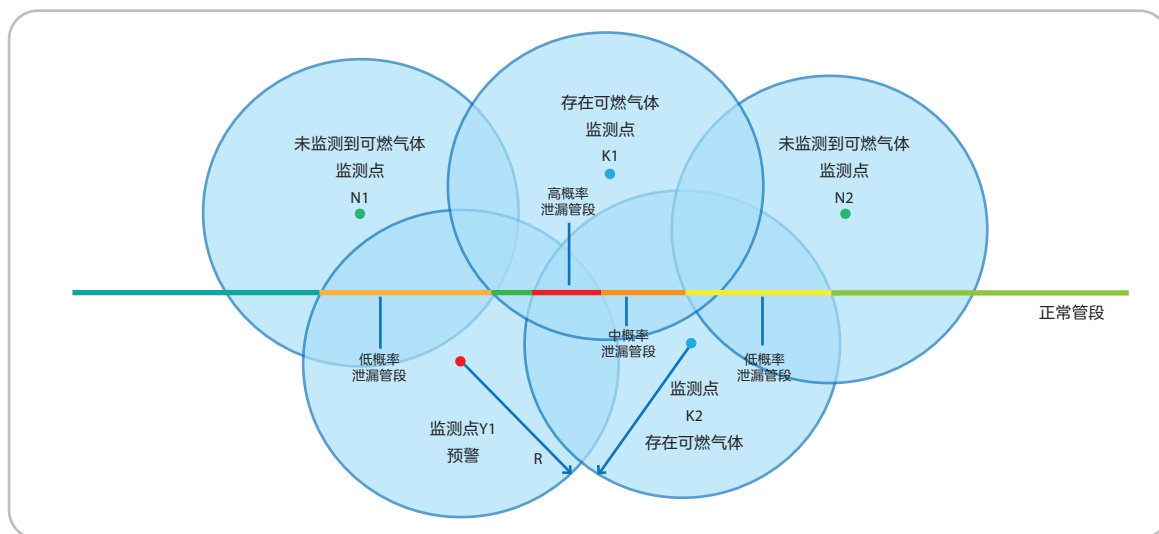 未监测到可燃气体
监测点
N1
存在可燃气体
监测点
K1
未监测到可燃气体
监测点
N2
高概率
泄漏管段
正常管段
低概率
泄漏管段
中概率
泄漏管段
低概率
泄漏管段
监测点Y1
预警
R
监测点
K2
存在可燃气体